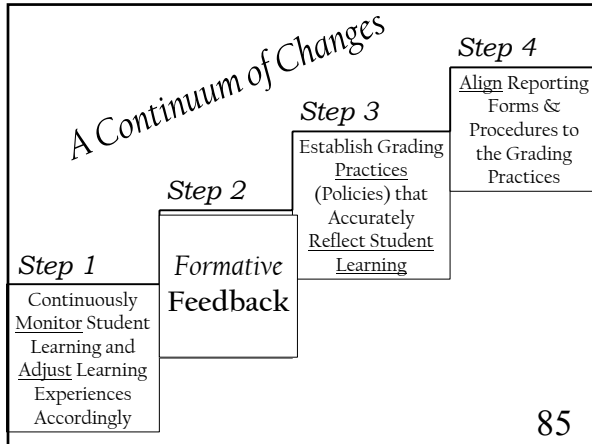 A Continuum of Changes
Step 1
Continuously
Monitor Student
Learning and
Adjust Learning
Experiences
Accordingly
Step 2
Formative
Feedback
Step 3
Establish Grading
Practices
(Policies) that
Accurately
Reflect Student
Learning
Step 4
Align Reporting
Forms &
Procedures to
the Grading
Practices
85